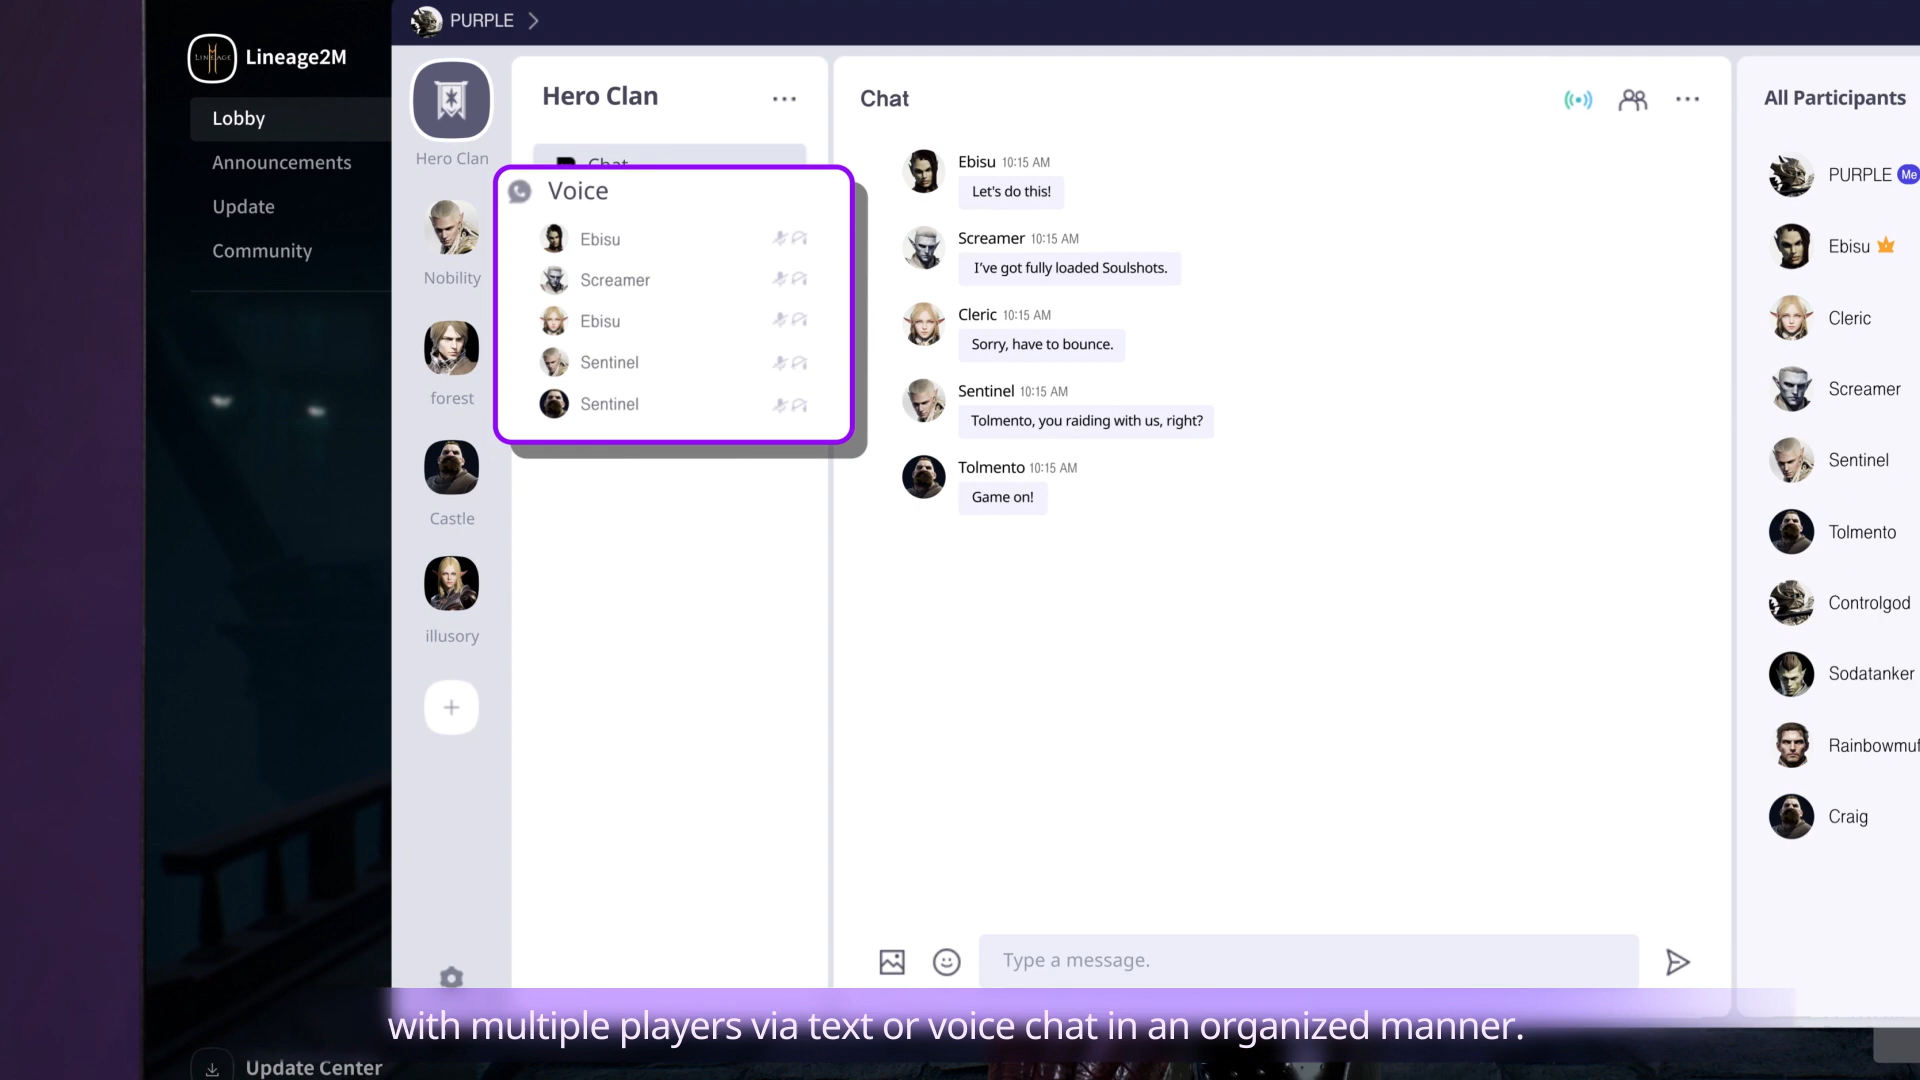 PURPLE
LINEAGE
Lineage2M
Lobby
Announcements
Update
Community
Hero Clan
Nobility
forest
Castle
illusory
Hero Clan
Chat
Voice
Ebisu
Screamer
Ebisu
Sentinel
Sentinel
Chat
Ebisu 10:15 AM
Let's do this!
Screamer 10:15 AM
I've got fully loaded Soulshots.
Cleric 10:15 AM
Sorry, have to bounce.
Sentinel 10:15 AM
Tolmento, you raiding with us, right?
Tolmento 10:15 AM
Game on!
Type a message.
All Participants
PURPLE Me
Ebisu
Cleric
Screamer
Sentinel
Tolmento
Controlgod
Sodatanker
Rainbowmuf
Craig
with multiple players via text or voice chat in an organized manner.
Update Center